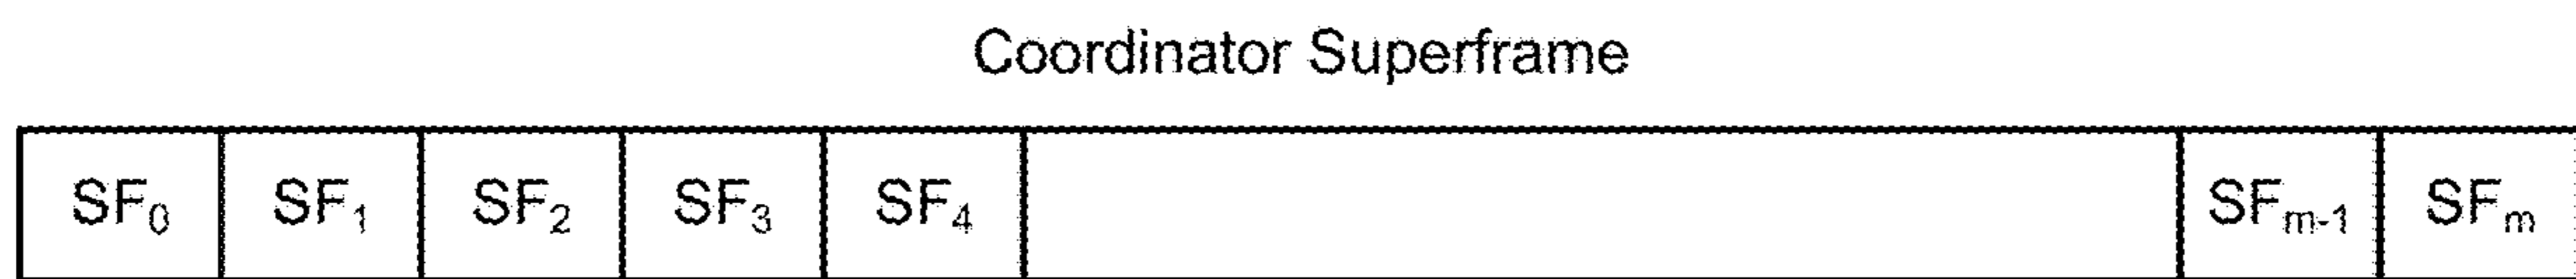 Coordinator Superframe
SF₀ SF₁ SF₂ SF₃ SF₄ SFₘ₋₁ SFₘ